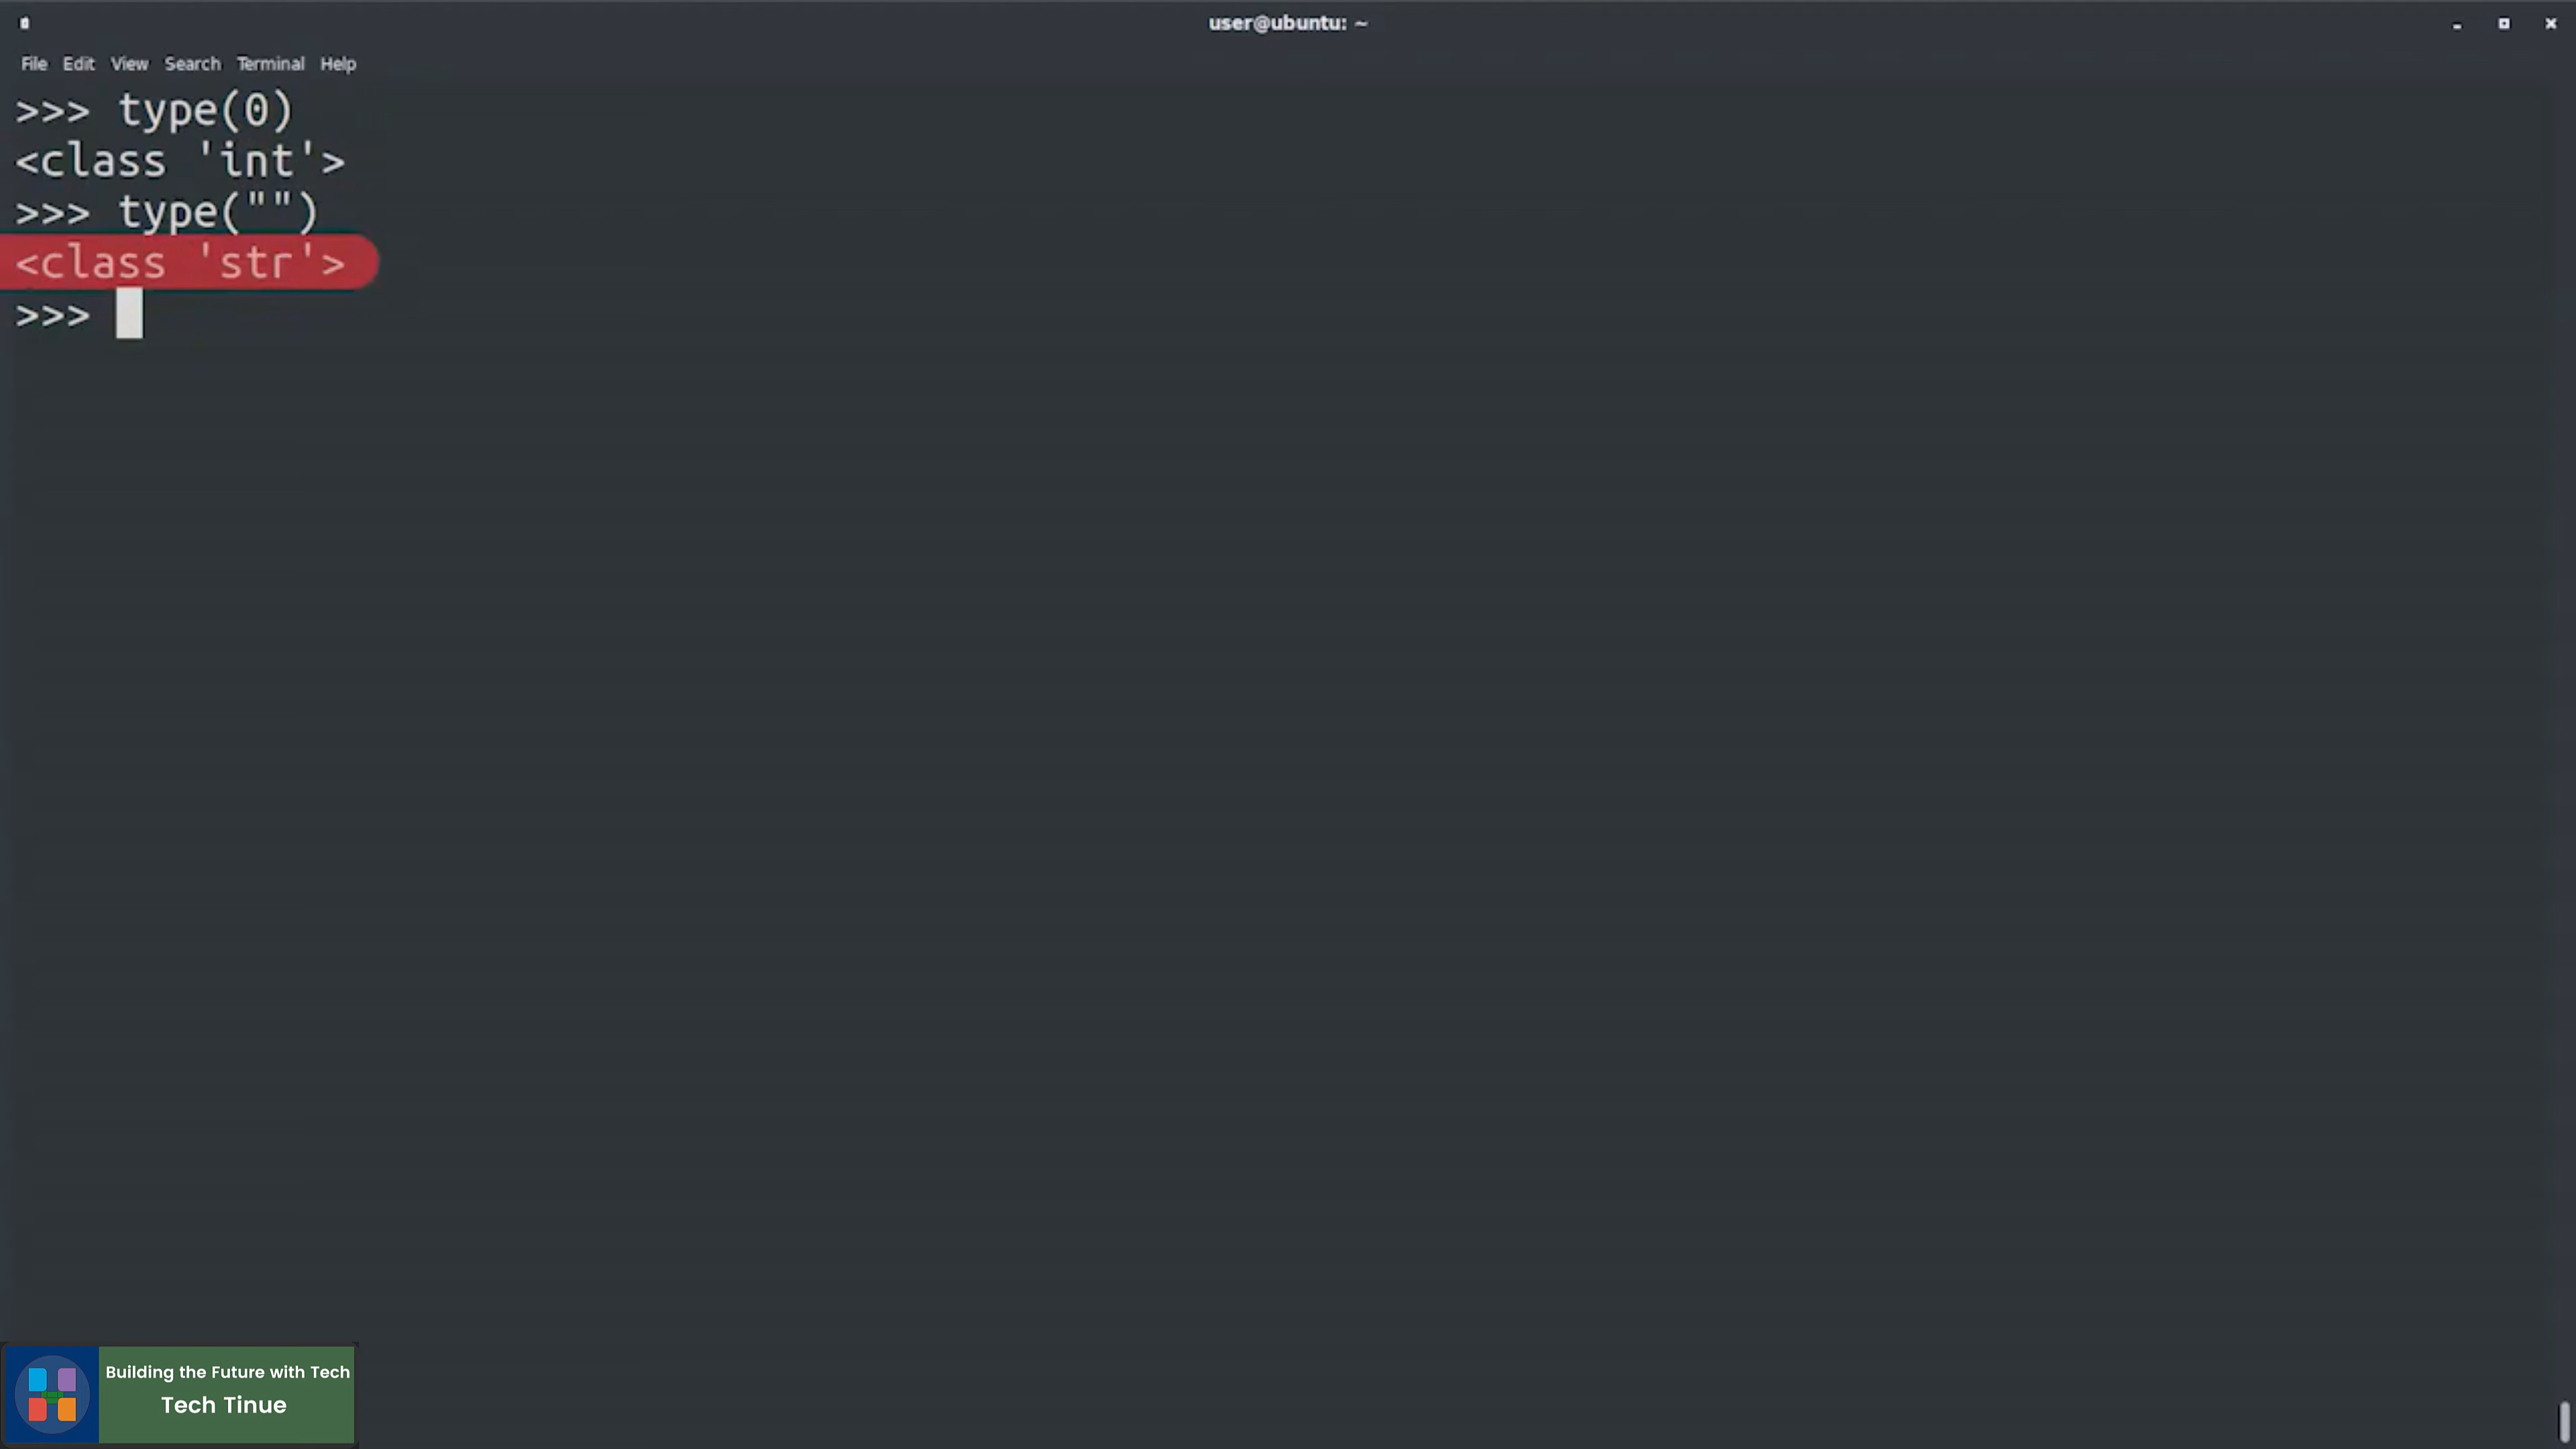 user@ubuntu: ~
File Edit View Search Terminal Help
>>> type(0)
<class 'int'>
>>> type("")
<class 'str'>
>>>
Building the Future with Tech
Tech Tinue